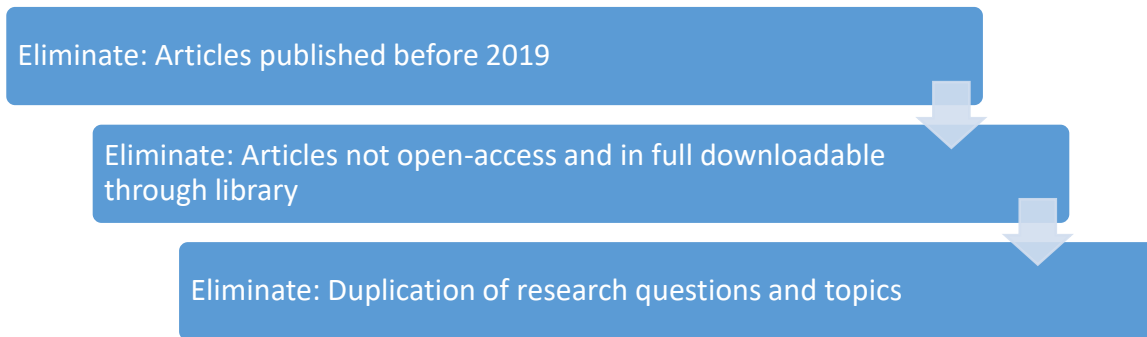 Eliminate: Articles published before 2019
Eliminate: Articles not open-access and in full downloadable
through library
Eliminate: Duplication of research questions and topics